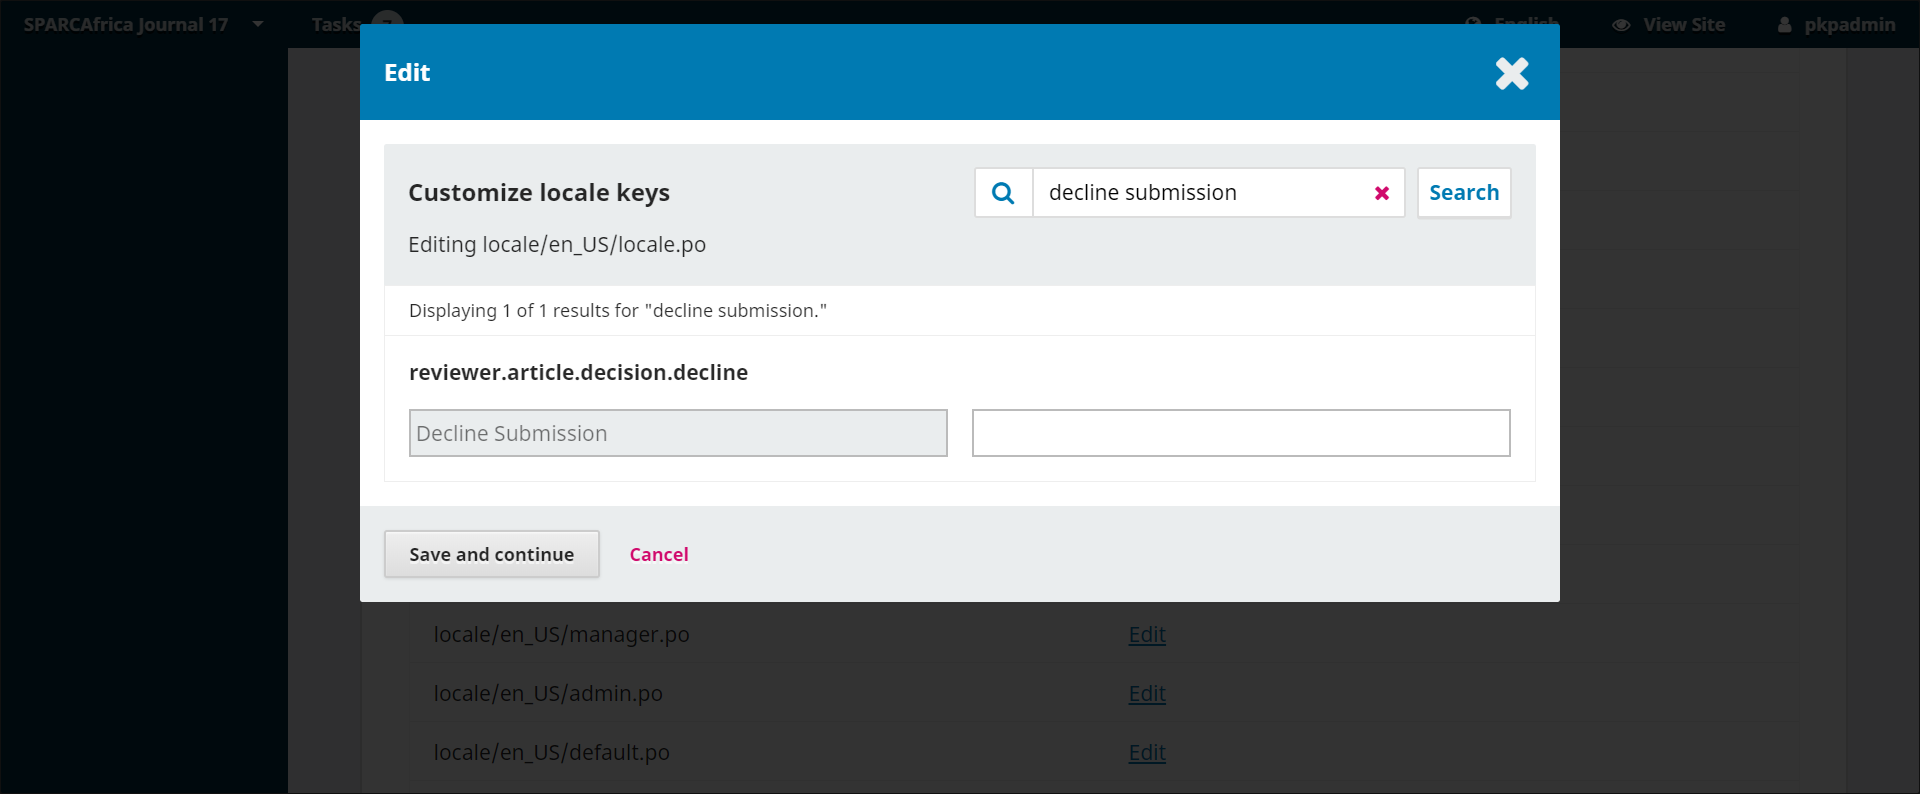 SPARCAfrica Journal 17
Tasks 7
English
View Site
pkpadmin
Edit
Customize locale keys
decline submission
Search
Editing locale/en_US/locale.po
Displaying 1 of 1 results for "decline submission."
reviewer.article.decision.decline
Decline Submission
Save and continue
Cancel
locale/en_US/manager.po
Edit
locale/en_US/admin.po
Edit
locale/en_US/default.po
Edit